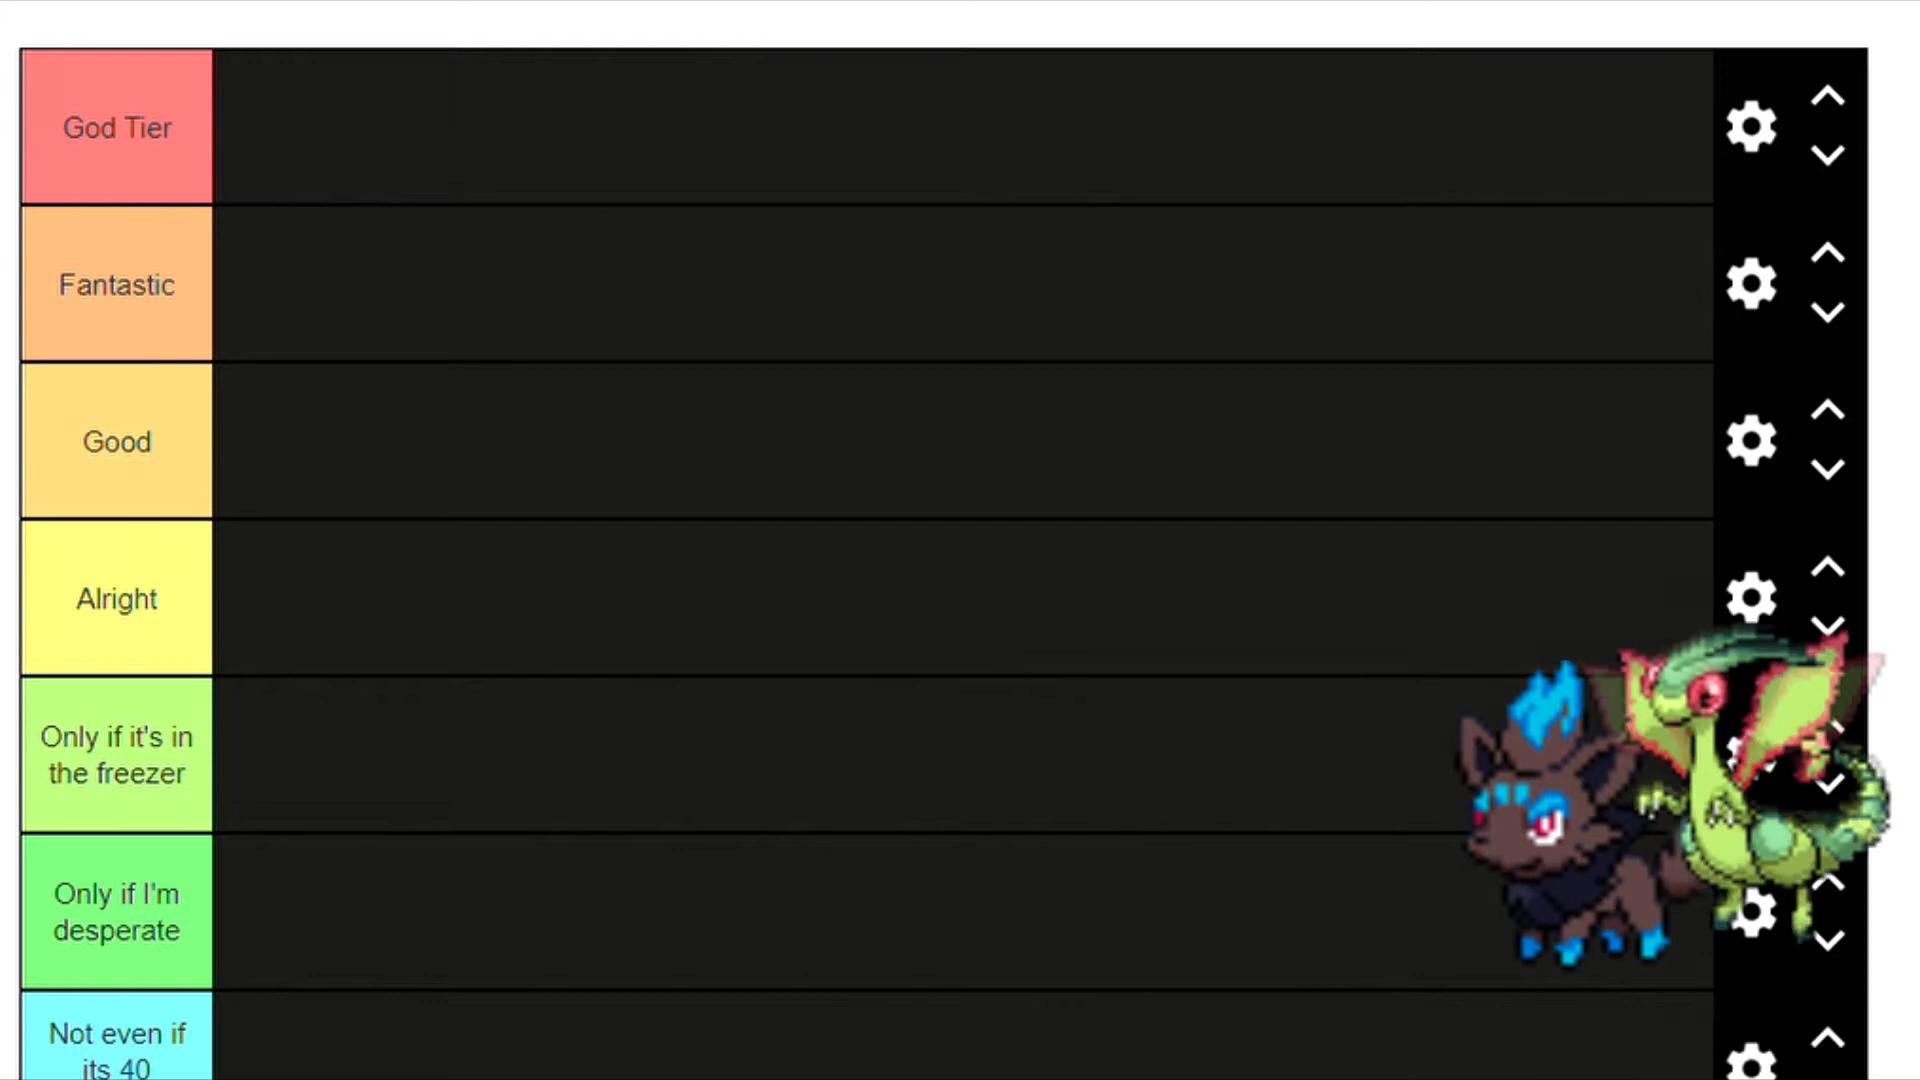 God Tier
Fantastic
Good
Alright
Only if it's in
the freezer
Only if I'm
desperate
Not even if
its 40